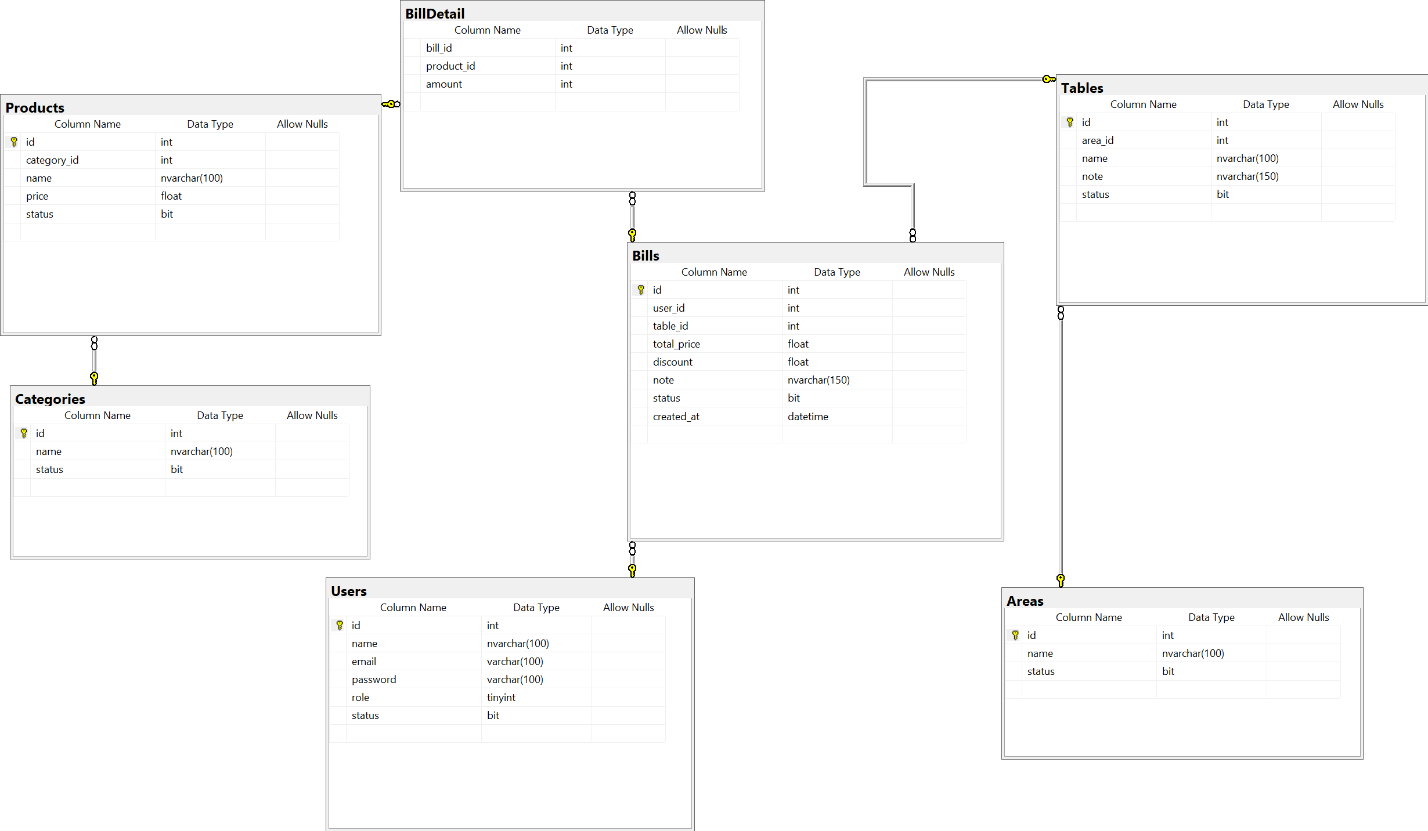 BillDetail
Column Name Data Type Allow Nulls
bill_id int
product_id int
amount int
Products
Column Name Data Type Allow Nulls
id int
category_id int
name nvarchar(100)
price float
status bit
Tables
Column Name Data Type Allow Nulls
id int
area_id int
name nvarchar(100)
note nvarchar(150)
status bit
Bills
Column Name Data Type Allow Nulls
id int
user_id int
table_id int
total_price float
discount float
note nvarchar(150)
status bit
created_at datetime
Categories
Column Name Data Type Allow Nulls
id int
name nvarchar(100)
status bit
Users
Column Name Data Type Allow Nulls
id int
name nvarchar(100)
email varchar(100)
password varchar(100)
role tinyint
status bit
Areas
Column Name Data Type Allow Nulls
id int
name nvarchar(100)
status bit